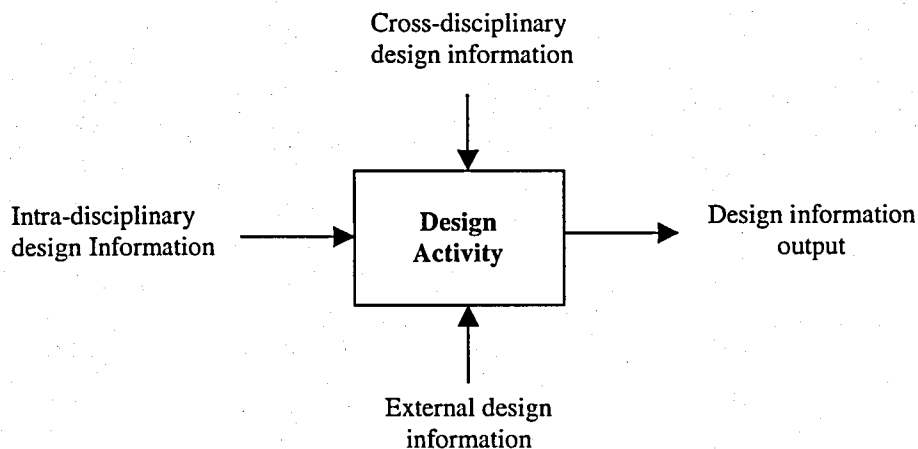 Cross-disciplinary
design information
Intra-disciplinary
design Information
Design
Activity
Design information
output
External design
information